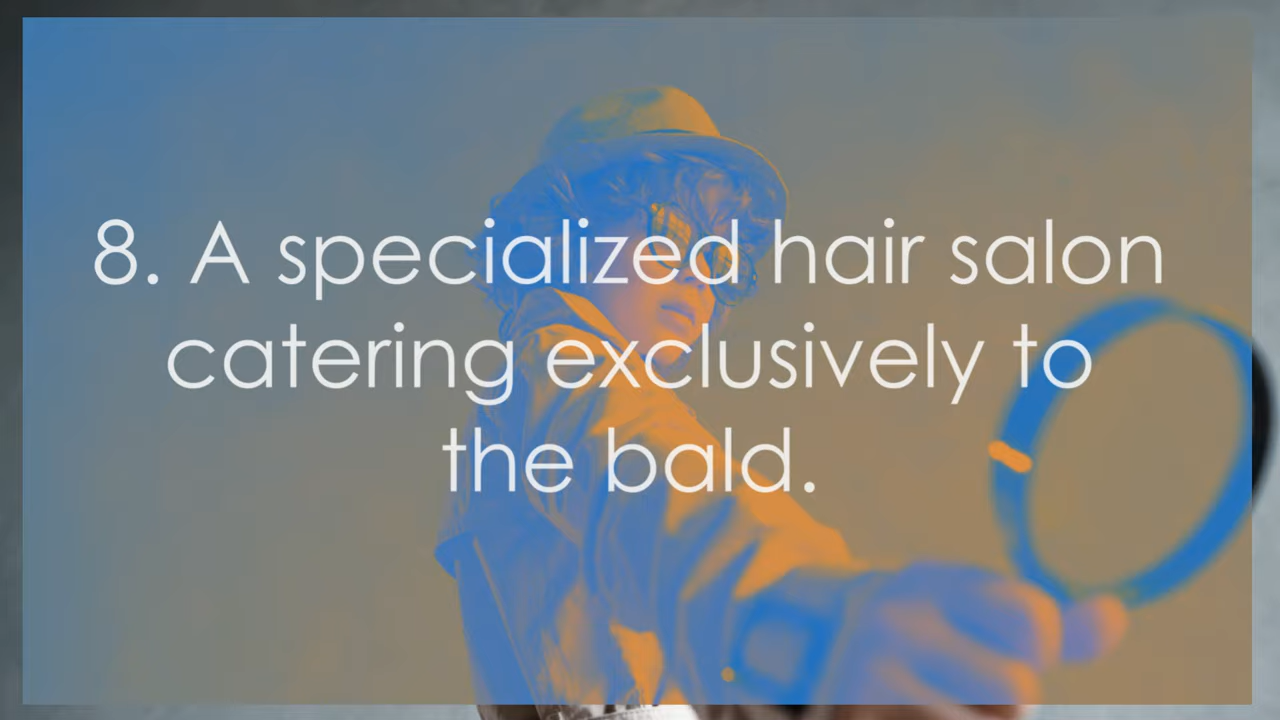 8. A specialized hair salon
catering exclusively to
the bald.